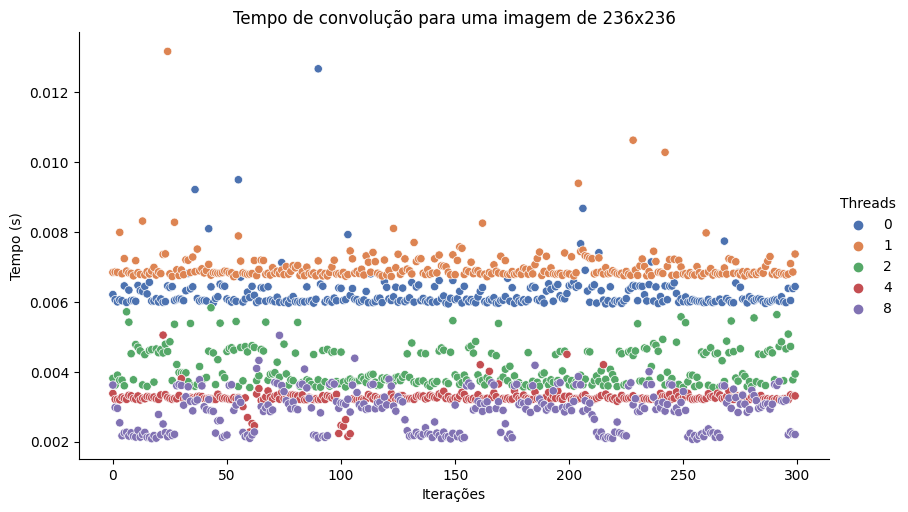 Tempo de convolução para uma imagem de 236x236
Tempo (s)
0.012
0.010
0.008
0.006
0.004
0.002
0 50 100 150 200 250 300
Iterações
Threads
0
1
2
4
8